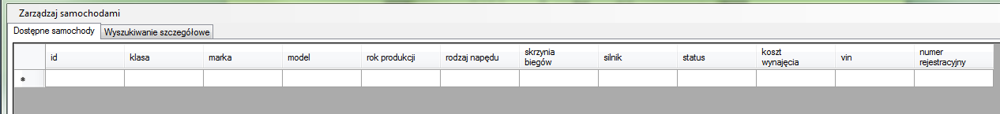 Zarządzaj samochodami
Dostępne samochody Wyszukiwanie szczegółowe
id klasa marka model rok produkcji rodzaj napędu skrzynia biegów silnik status koszt wynajęcia vin numer rejestracyjny